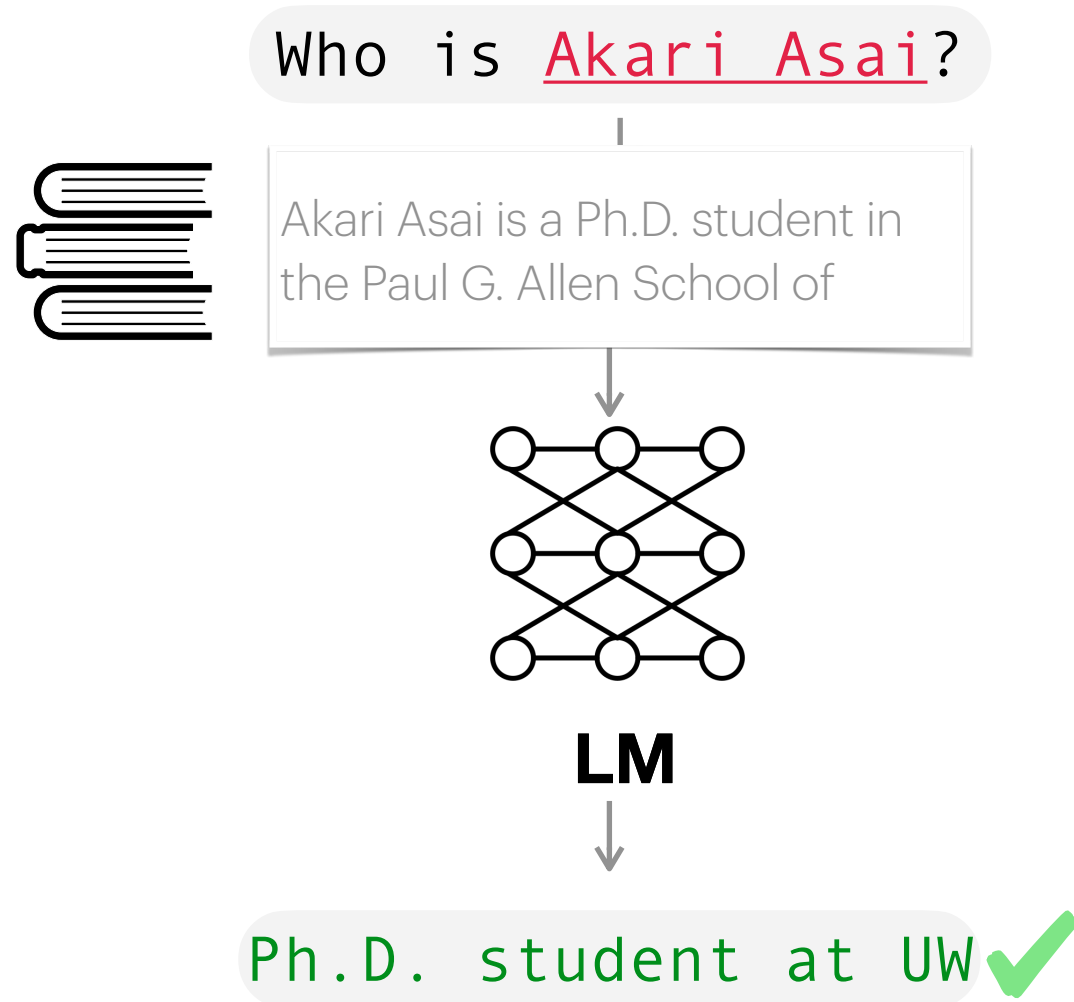 Who is Akari Asai?
Akari Asai is a Ph.D. student in
the Paul G. Allen School of
LM
Ph.D. student at UW